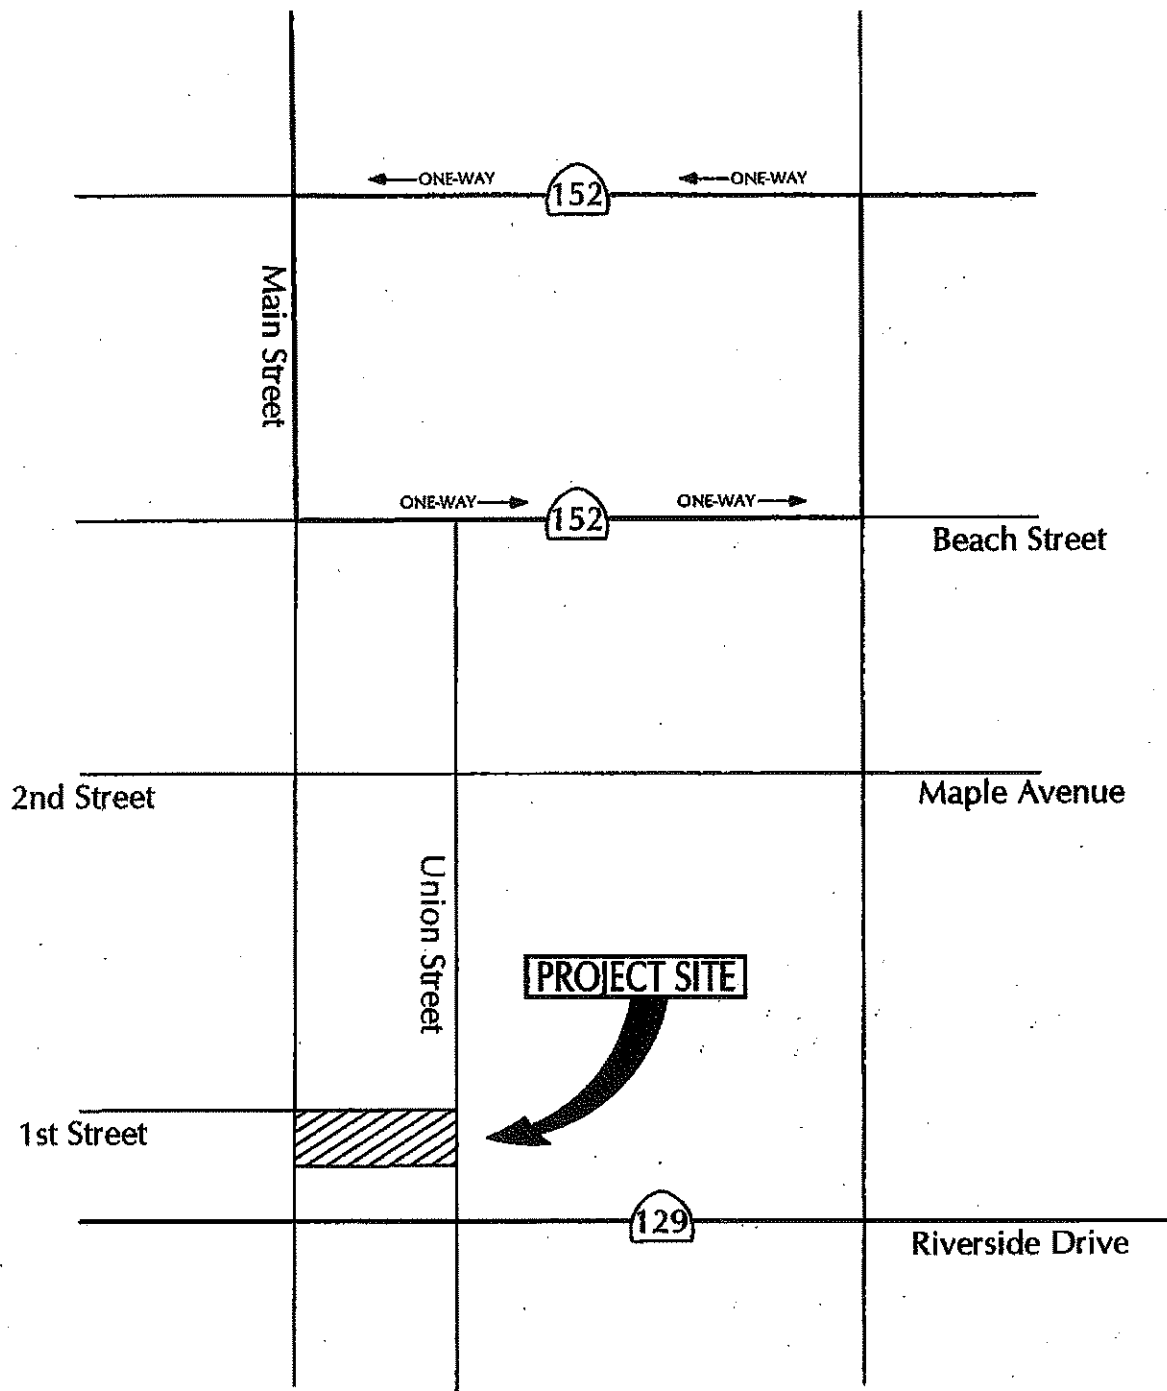 ONE-WAY
152
ONE-WAY
Main Street
ONE-WAY
152
ONE-WAY
Beach Street
2nd Street
Maple Avenue
Union Street
PROJECT SITE
1st Street
129
Riverside Drive